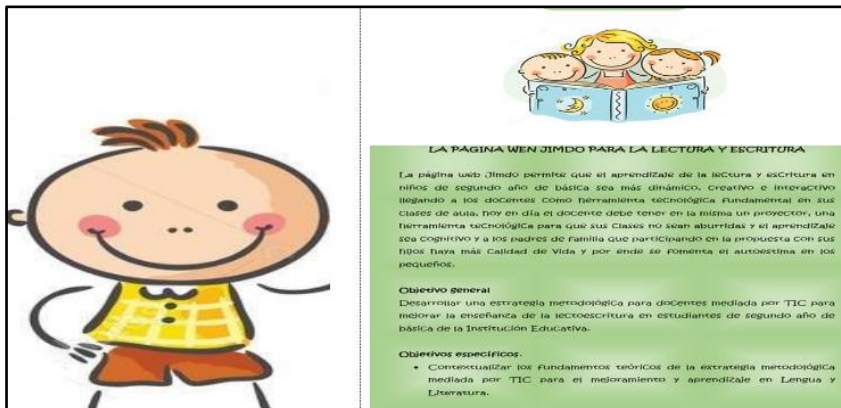 LA PÁGINA WEN JIMDO PARA LA LECTURA Y ESCRITURA
La página web Jimdo permite que el aprendizaje de la lectura y escritura en
niños de segundo año de básica sea más dinámico, creativo e interactivo
llegando a los docentes como herramienta tecnológica fundamental en sus
clases de aula, hoy en día el docente debe tener en la misma un proyector, una
herramienta tecnológica para que sus clases no sean aburridas y el aprendizaje
sea cognitivo y a los padres de familia que participando en la propuesta con sus
hijos haya más calidad de vida y por ende se fomenta el autoestima en los
pequeños.
Objetivo general
Desarrollar una estrategia metodológica para docentes mediada por TIC para
mejorar la enseñanza de la lectoescritura en estudiantes de segundo año de
básica de la Institución Educativa.
Objetivos específicos.
• Contextualizar los fundamentos teóricos de la estrategia metodológica
mediada por TIC para el mejoramiento y aprendizaje en Lengua y
Literatura.